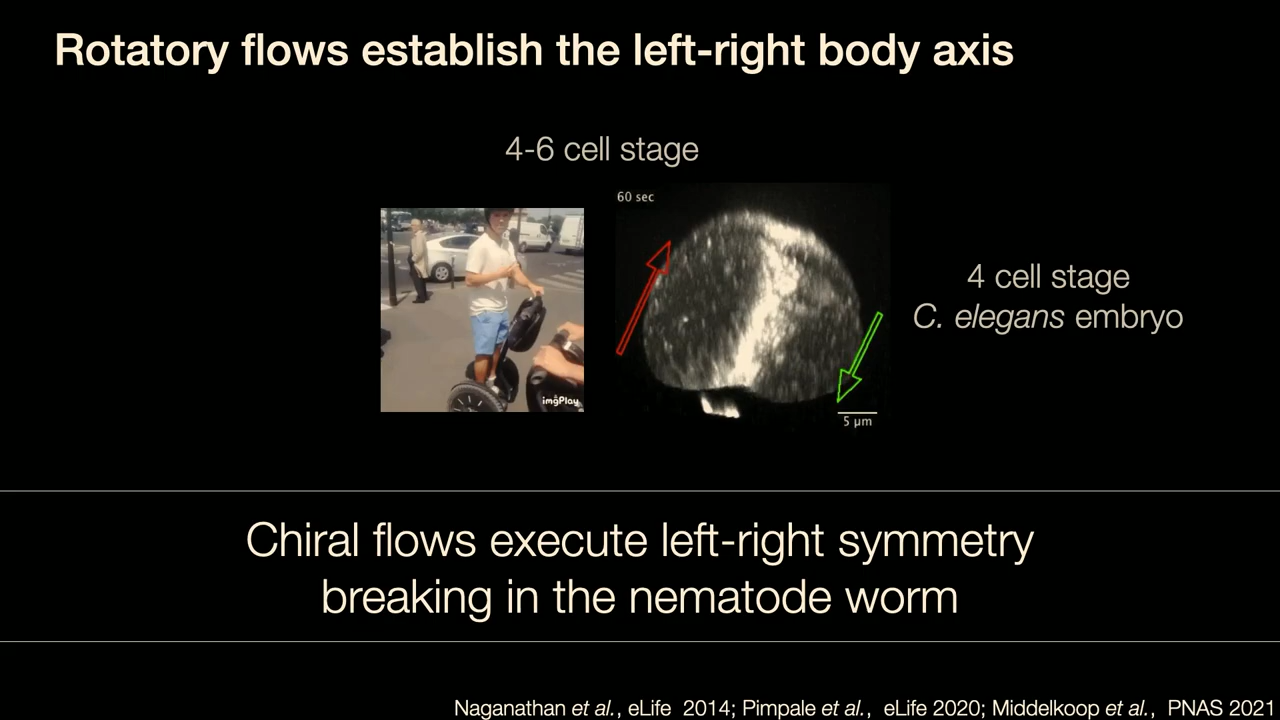 Rotatory flows establish the left-right body axis
4-6 cell stage
60 sec
imgPlay
4 cell stage
C. elegans embryo
5 μm
Chiral flows execute left-right symmetry
breaking in the nematode worm
Naganathan et al., eLife 2014; Pimpale et al., eLife 2020; Middelkoop et al., PNAS 2021